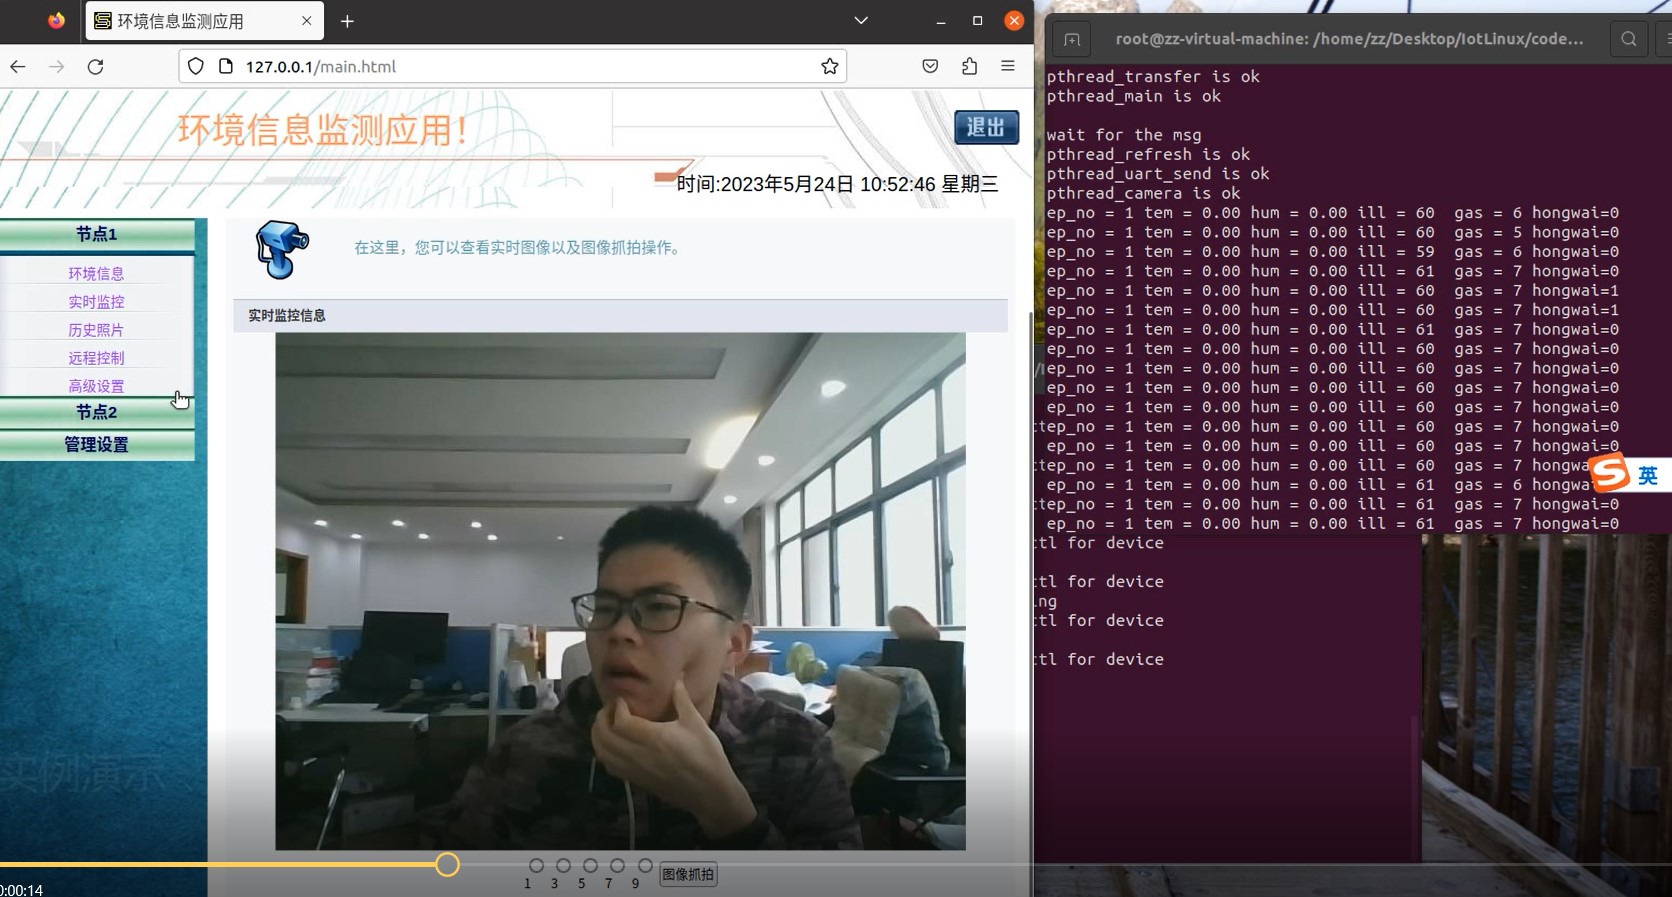 环境信息监测应用
127.0.0.1/main.html
环境信息监测应用!
退出
时间:2023年5月24日 10:52:46 星期三
节点1
环境信息
实时监控
历史照片
远程控制
高级设置
节点2
管理设置
实例演示
在这里，您可以查看实时图像以及图像抓拍操作。
实时监控信息
1 3 5 7 9
图像抓拍
0:00:14
root@zz-virtual-machine: /home/zz/Desktop/IotLinux/code...
pthread_transfer is ok
pthread_main is ok
wait for the msg
pthread_refresh is ok
pthread_uart_send is ok
pthread_camera is ok
ep_no = 1 tem = 0.00 hum = 0.00 ill = 60 gas = 6 hongwai=0
ep_no = 1 tem = 0.00 hum = 0.00 ill = 60 gas = 5 hongwai=0
ep_no = 1 tem = 0.00 hum = 0.00 ill = 59 gas = 6 hongwai=0
ep_no = 1 tem = 0.00 hum = 0.00 ill = 61 gas = 7 hongwai=0
ep_no = 1 tem = 0.00 hum = 0.00 ill = 60 gas = 7 hongwai=1
ep_no = 1 tem = 0.00 hum = 0.00 ill = 60 gas = 7 hongwai=1
ep_no = 1 tem = 0.00 hum = 0.00 ill = 61 gas = 7 hongwai=0
ep_no = 1 tem = 0.00 hum = 0.00 ill = 60 gas = 7 hongwai=0
ep_no = 1 tem = 0.00 hum = 0.00 ill = 60 gas = 7 hongwai=0
ep_no = 1 tem = 0.00 hum = 0.00 ill = 60 gas = 7 hongwai=0
ep_no = 1 tem = 0.00 hum = 0.00 ill = 60 gas = 7 hongwai=0
ep_no = 1 tem = 0.00 hum = 0.00 ill = 60 gas = 7 hongwai=0
ep_no = 1 tem = 0.00 hum = 0.00 ill = 60 gas = 7 hongwai=0
ep_no = 1 tem = 0.00 hum = 0.00 ill = 60 gas = 7 hongwa
ep_no = 1 tem = 0.00 hum = 0.00 ill = 61 gas = 6 hongwa
ep_no = 1 tem = 0.00 hum = 0.00 ill = 61 gas = 7 hongwai=0
ep_no = 1 tem = 0.00 hum = 0.00 ill = 61 gas = 7 hongwai=0
英
tl for device
tl for device
ng
tl for device
tl for device